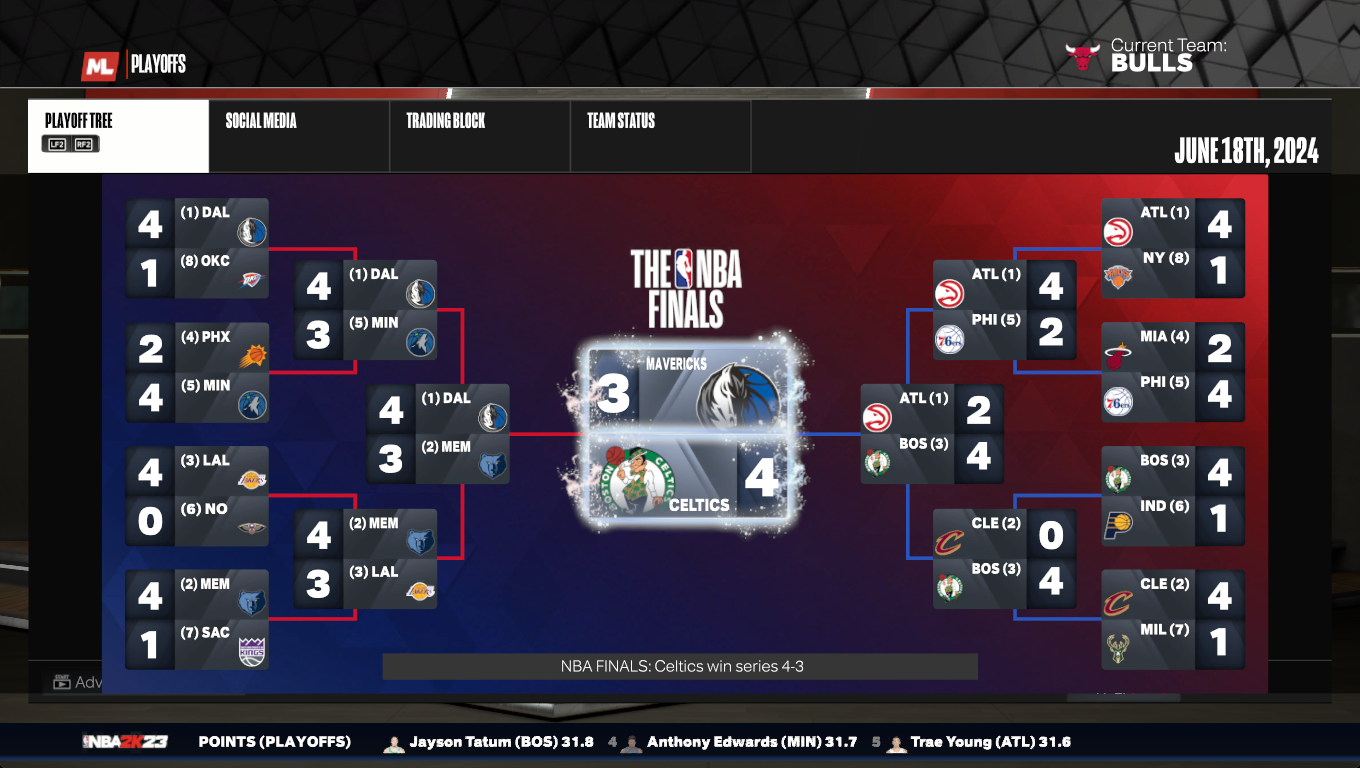 ML PLAYOFFS
Current Team:
BULLS
PLAYOFF TREE
LF2 RF2
SOCIAL MEDIA
TRADING BLOCK
TEAM STATUS
JUNE 18TH, 2024
4 (1) DAL
1 (8) OKC
2 (4) PHX
4 (5) MIN
4 (3) LAL
0 (6) NO
4 (2) MEM
1 (7) SAC
KINGS
4 (1) DAL
3 (5) MIN
4 (2) MEM
3 (3) LAL
4 (1) DAL
3 (2) MEM
THE NBA
FINALS
MAVERICKS
3
BOSTON CELTICS
CELTICS 4
ATL (1) 2
BOS (3) 4
ATL (1) 4
PHI (5) 2
76ers
CLE (2) 0
BOS (3) 4
ATL (1) 4
NY (8) 1
MIA (4) 2
PHI (5) 4
76ers
BOS (3) 4
IND (6) 1
CLE (2) 4
MIL (7) 1
NBA FINALS: Celtics win series 4-3
START Adv
NBA2K23 POINTS (PLAYOFFS) Jayson Tatum (BOS) 31.8 4 Anthony Edwards (MIN) 31.7 5 Trae Young (ATL) 31.6